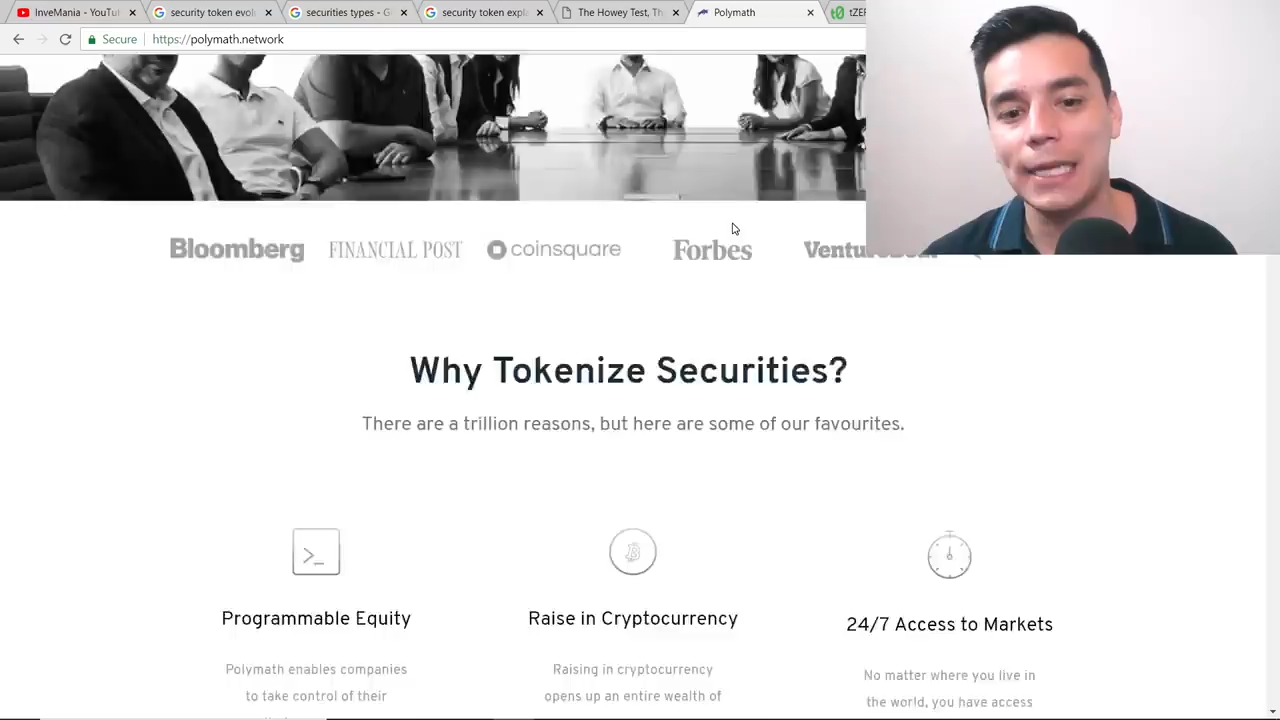 InveMania - YouTu
security token evol
securities types - G
security token expl
The Howey Test, Th
Polymath
tZER
Secure
https://polymath.network
Bloomberg
FINANCIAL POST
coinsquare
Forbes
Why Tokenize Securities?
There are a trillion reasons, but here are some of our favourites.
Programmable Equity
Raise in Cryptocurrency
24/7 Access to Markets
Polymath enables companies
to take control of their
Raising in cryptocurrency
opens up an entire wealth of
No matter where you live in
the world, you have access